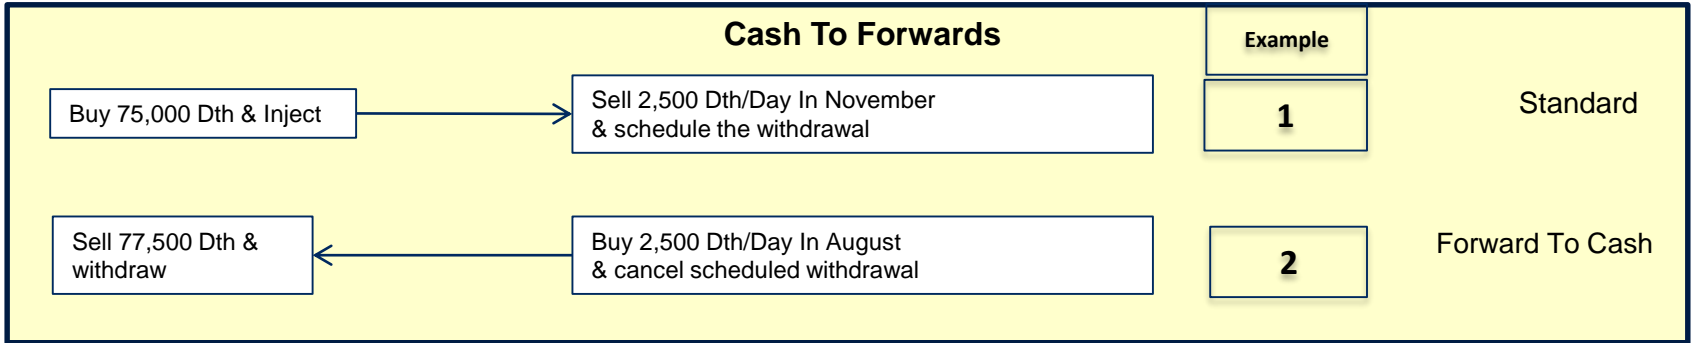 Cash To Forwards
Example
Buy 75,000 Dth & Inject
Sell 2,500 Dth/Day In November
& schedule the withdrawal
1
Standard
Sell 77,500 Dth &
withdraw
Buy 2,500 Dth/Day In August
& cancel scheduled withdrawal
2
Forward To Cash